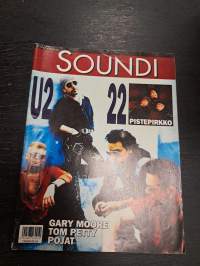 SOUNDI
U2
22
PISTEPIRKKO
GARY MOORE
TOM PETTY
POJAT